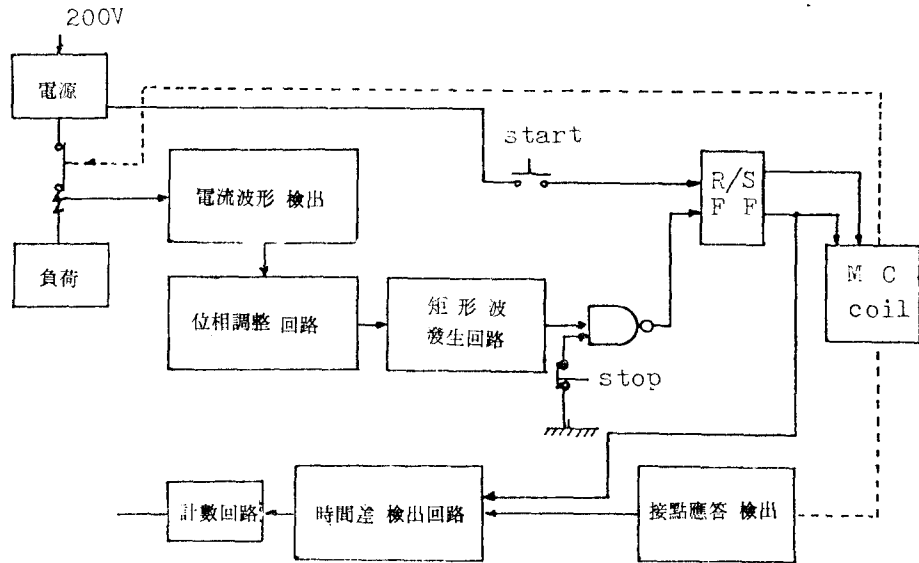 200V
電源
start
R/S
F F
電流波形 檢出
負荷
M C
coil
位相調整 回路
矩 形 波
發生回路
stop
計數回路
時間差 檢出回路
接點應答 檢出